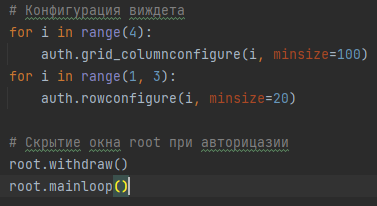 # Конфигурация виждета
for i in range(4):
    auth.grid_columnconfigure(i, minsize=100)
for i in range(1, 3):
    auth.rowconfigure(i, minsize=20)

# Скрытие окна root при авторицазии
root.withdraw()
root.mainloop()